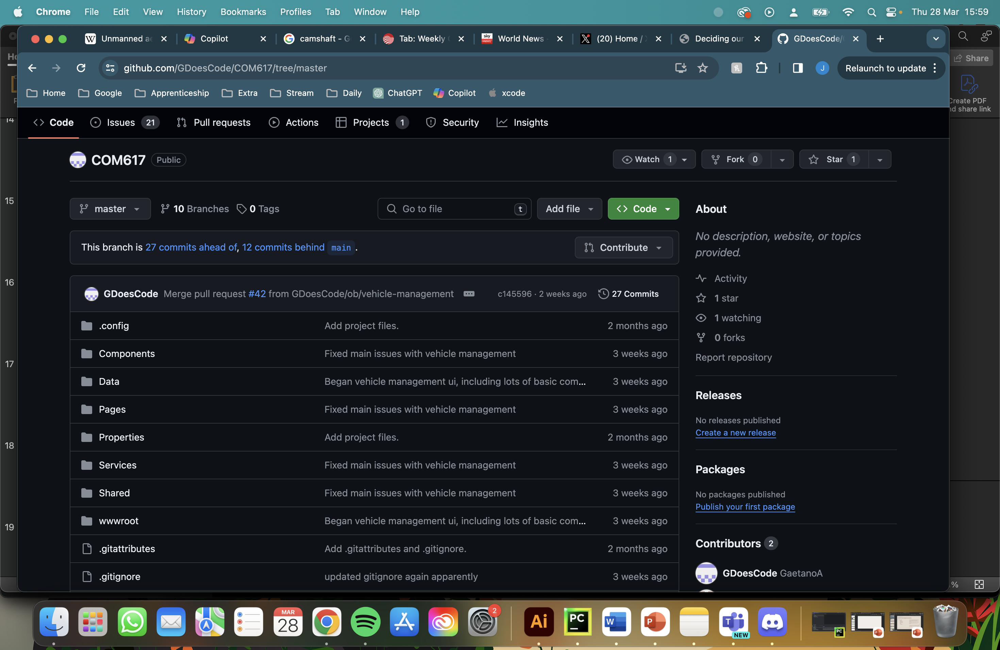 Chrome File Edit View History Bookmarks Profiles Tab Window Help Thu 28 Mar 15:59
Unmanned Copilot camshaft - G Tab: Weekly World News (20) Home / Deciding our GDoesCode/
Share
github.com/GDoesCode/COM617/tree/master Relaunch to update
Home Google Apprenticeship Extra Stream Daily ChatGPT Copilot xcode
Create PDF
nd share link
Code Issues 21 Pull requests Actions Projects 1 Security Insights
14
COM617 Public Watch 1 Fork 0 Star 1
15
master 10 Branches 0 Tags Go to file t Add file Code
About
No description, website, or topics
provided.
This branch is 27 commits ahead of, 12 commits behind main . Contribute
16
Activity
GDoesCode Merge pull request #42 from GDoesCode/ob/vehicle-management c145596 · 2 weeks ago 27 Commits
1 star
.config Add project files. 2 months ago
1 watching
0 forks
Components Fixed main issues with vehicle management 3 weeks ago
Report repository
17
Data Began vehicle management ui, including lots of basic com... 3 weeks ago
Releases
Pages Fixed main issues with vehicle management 3 weeks ago
No releases published
Create a new release
Properties Add project files. 2 months ago
18
Services Fixed main issues with vehicle management 3 weeks ago
Packages
Shared Fixed main issues with vehicle management 3 weeks ago
No packages published
Publish your first package
wwwroot Began vehicle management ui, including lots of basic com... 3 weeks ago
19
Contributors 2
.gitattributes Add .gitattributes and .gitignore. 2 months ago
.gitignore updated gitignore again apparently 3 weeks ago
GDoesCode GaetanoA
%
MAR
28
2
Ai
PC
W
P
T
NEW